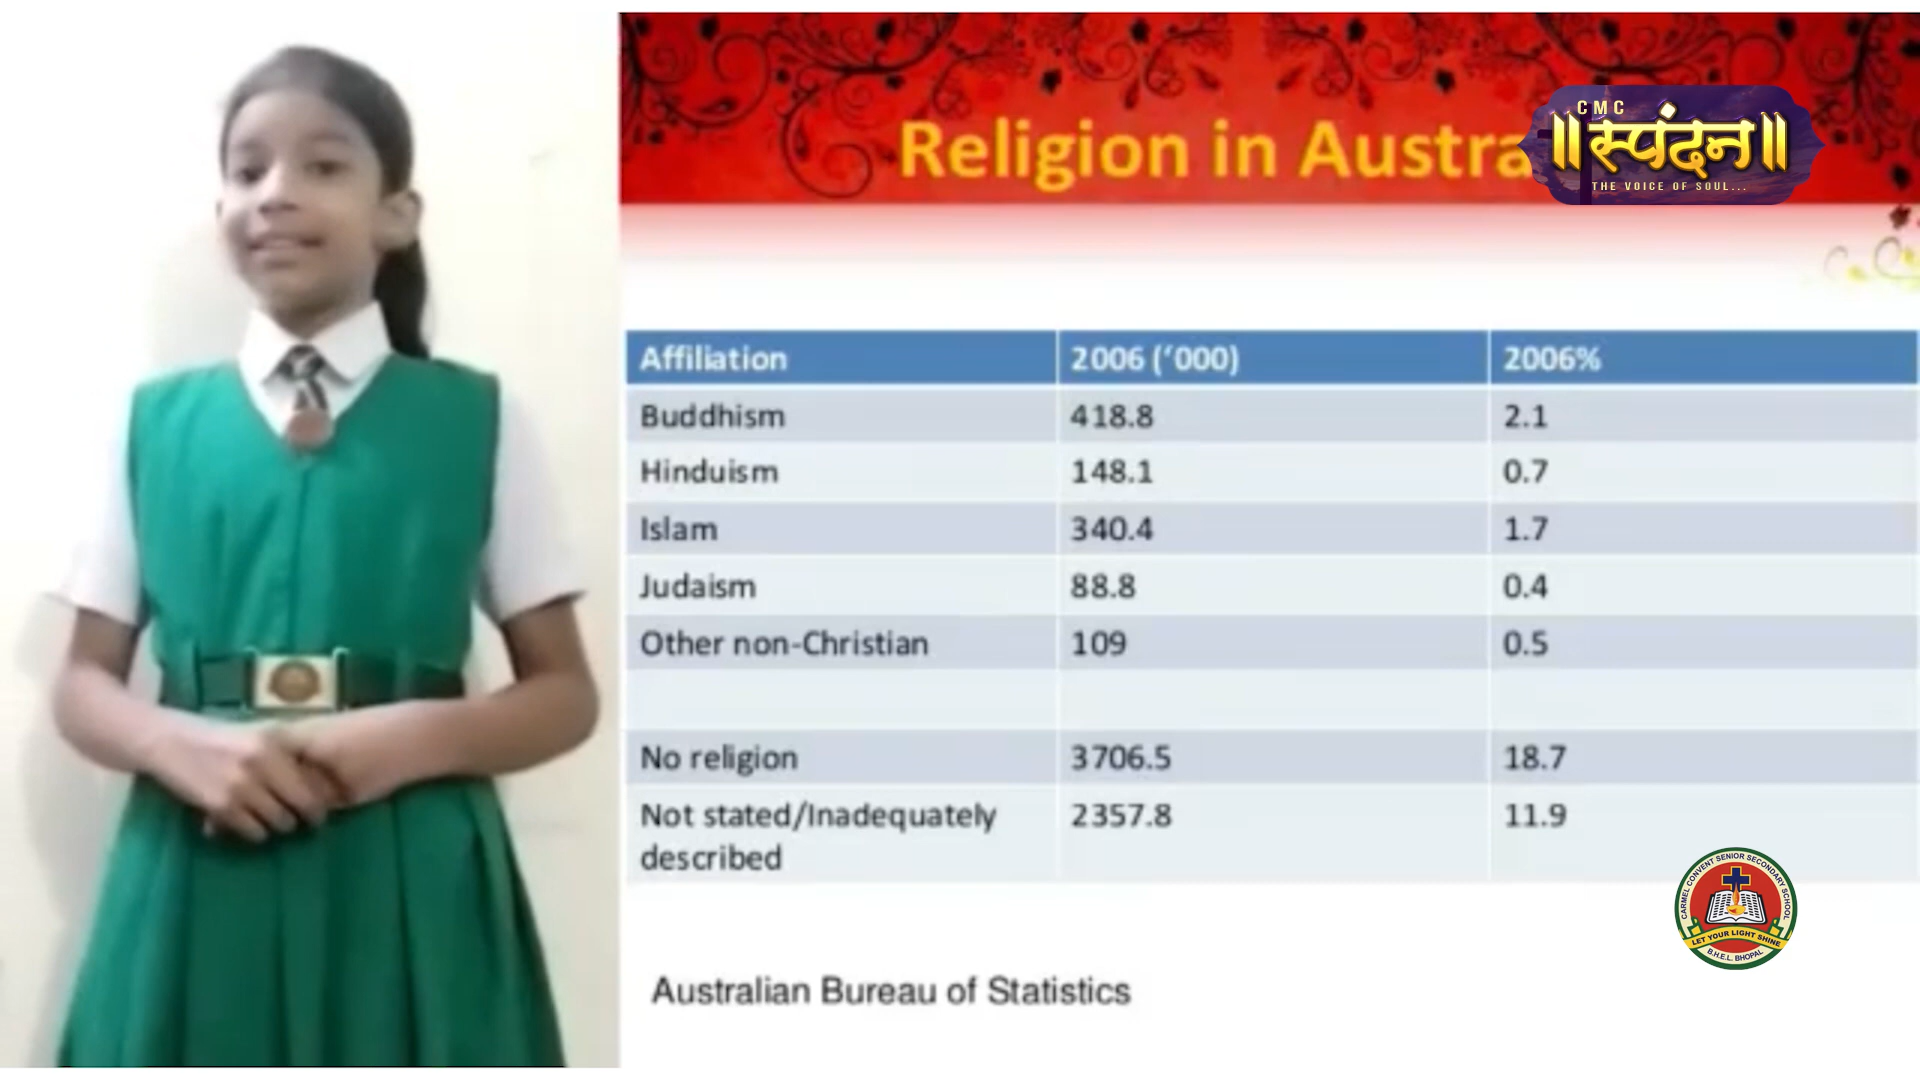 Religion in Austra
CMC
॥स्पंदन॥
THE VOICE OF SOUL...
Affiliation 2006 (‘000) 2006%
Buddhism 418.8 2.1
Hinduism 148.1 0.7
Islam 340.4 1.7
Judaism 88.8 0.4
Other non-Christian 109 0.5
No religion 3706.5 18.7
Not stated/Inadequately 2357.8 11.9
described
CARMEL CONVENT SENIOR SECONDARY SCHOOL
LET YOUR LIGHT SHINE
B.H.E.L. BHOPAL
Australian Bureau of Statistics